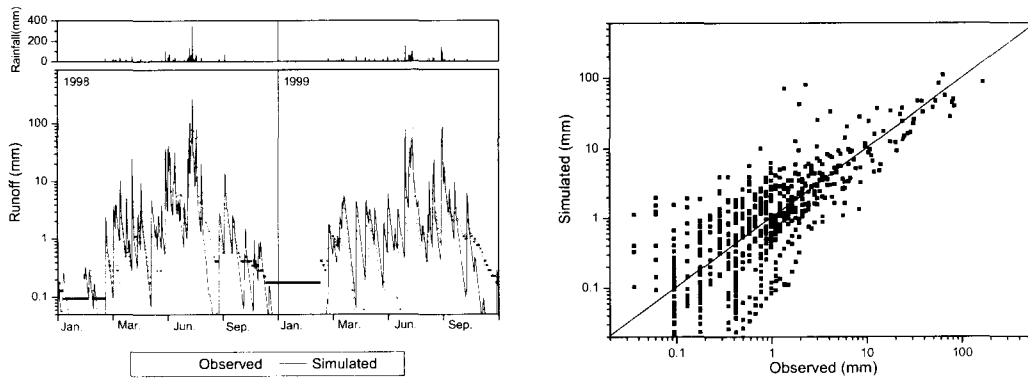 400
200
0
Rainfall(mm)
1998
1999
100
10
1
0.1
Runoff (mm)
Jan.
Mar.
Jun.
Sep.
Jan.
Mar.
Jun.
Sep.
Observed
Simulated
100
10
1
0.1
Simulated (mm)
0.1
1
10
100
Observed (mm)